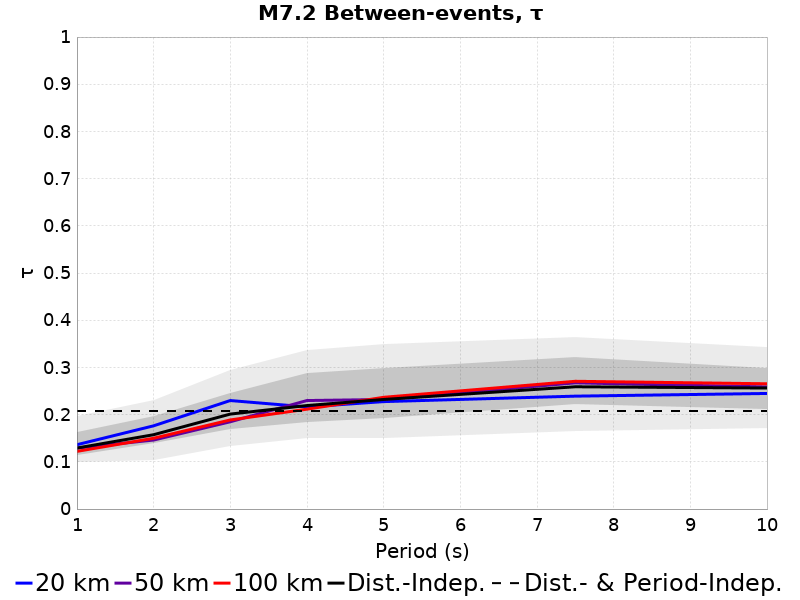 M7.2 Between-events, τ
1
0.9
0.8
0.7
0.6
0.5
0.4
0.3
0.2
0.1
0
τ
1 2 3 4 5 6 7 8 9 10
Period (s)
20 km 50 km 100 km Dist.-Indep. Dist.- & Period-Indep.